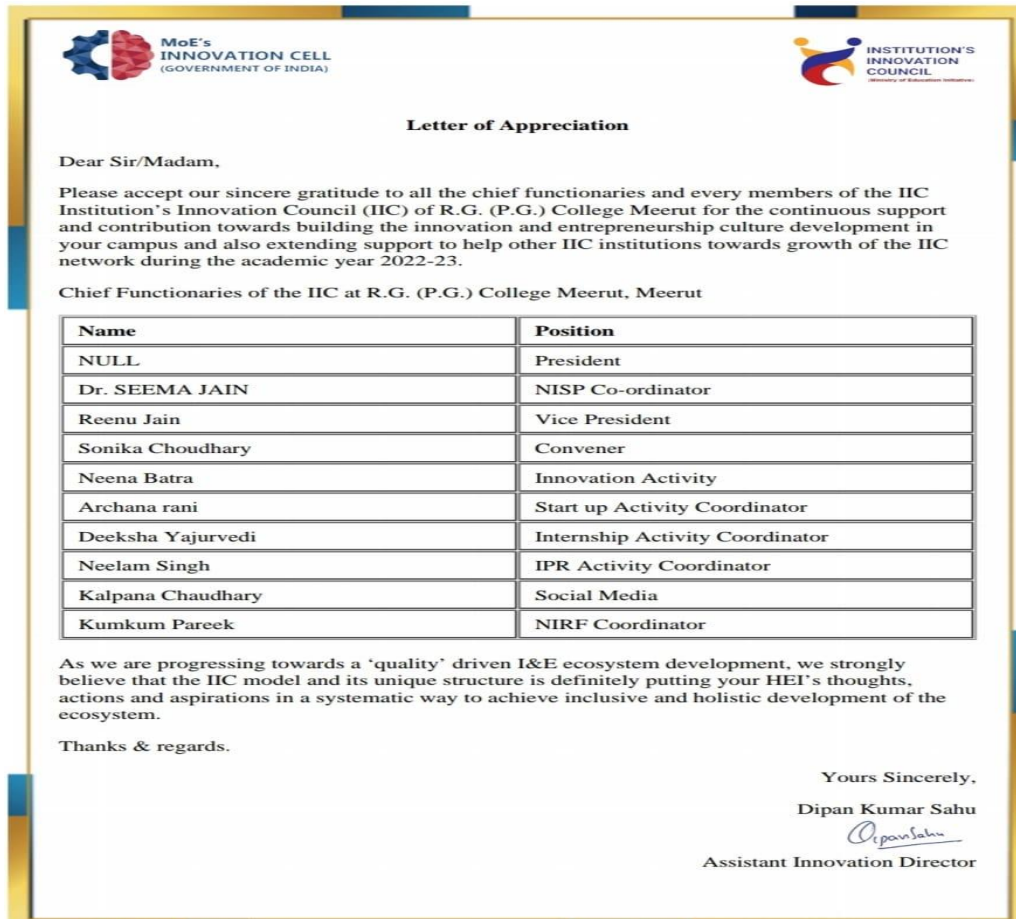 MoE's
INNOVATION CELL
(GOVERNMENT OF INDIA)
INSTITUTION'S
INNOVATION
COUNCIL
(Ministry of Education Initiative)
Letter of Appreciation
Dear Sir/Madam,
Please accept our sincere gratitude to all the chief functionaries and every members of the IIC
Institution's Innovation Council (IIC) of R.G. (P.G.) College Meerut for the continuous support
and contribution towards building the innovation and entrepreneurship culture development in
your campus and also extending support to help other IIC institutions towards growth of the IIC
network during the academic year 2022-23.
Chief Functionaries of the IIC at R.G. (P.G.) College Meerut, Meerut
Name Position
NULL President
Dr. SEEMA JAIN NISP Co-ordinator
Reenu Jain Vice President
Sonika Choudhary Convener
Neena Batra Innovation Activity
Archana rani Start up Activity Coordinator
Deeksha Yajurvedi Internship Activity Coordinator
Neelam Singh IPR Activity Coordinator
Kalpana Chaudhary Social Media
Kumkum Pareek NIRF Coordinator
As we are progressing towards a 'quality' driven I&E ecosystem development, we strongly
believe that the IIC model and its unique structure is definitely putting your HEI's thoughts,
actions and aspirations in a systematic way to achieve inclusive and holistic development of the
ecosystem.
Thanks & regards.
Yours Sincerely,
Dipan Kumar Sahu
DipanSahu
Assistant Innovation Director